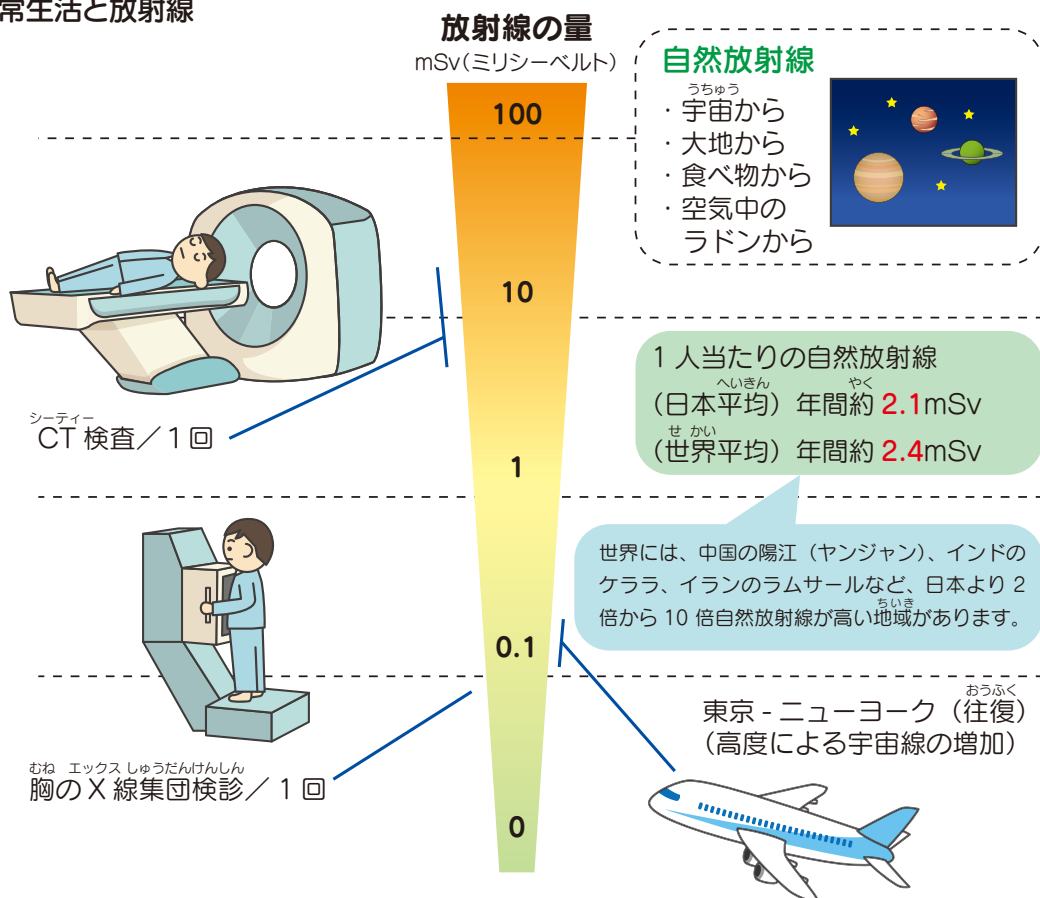 常生活と放射線
放射線の量
mSv（ミリシーベルト）
100
10
1
0.1
0
自然放射線
うちゅう
・宇宙から
・大地から
・食べ物から
・空気中の
ラドンから
シーティー
CT 検査／1 回
1 人当たりの自然放射線
へいきん やく
（日本平均）年間約 2.1mSv
せ かい
（世界平均）年間約 2.4mSv
世界には、中国の陽江（ヤンジャン）、インドの
ケララ、イランのラムサールなど、日本より 2
ちいき
倍から 10 倍自然放射線が高い地域があります。
おうふく
東京 - ニューヨーク（往復）
（高度による宇宙線の増加）
むね エックス しゅうだんけんしん
胸の X 線集団検診／ 1 回